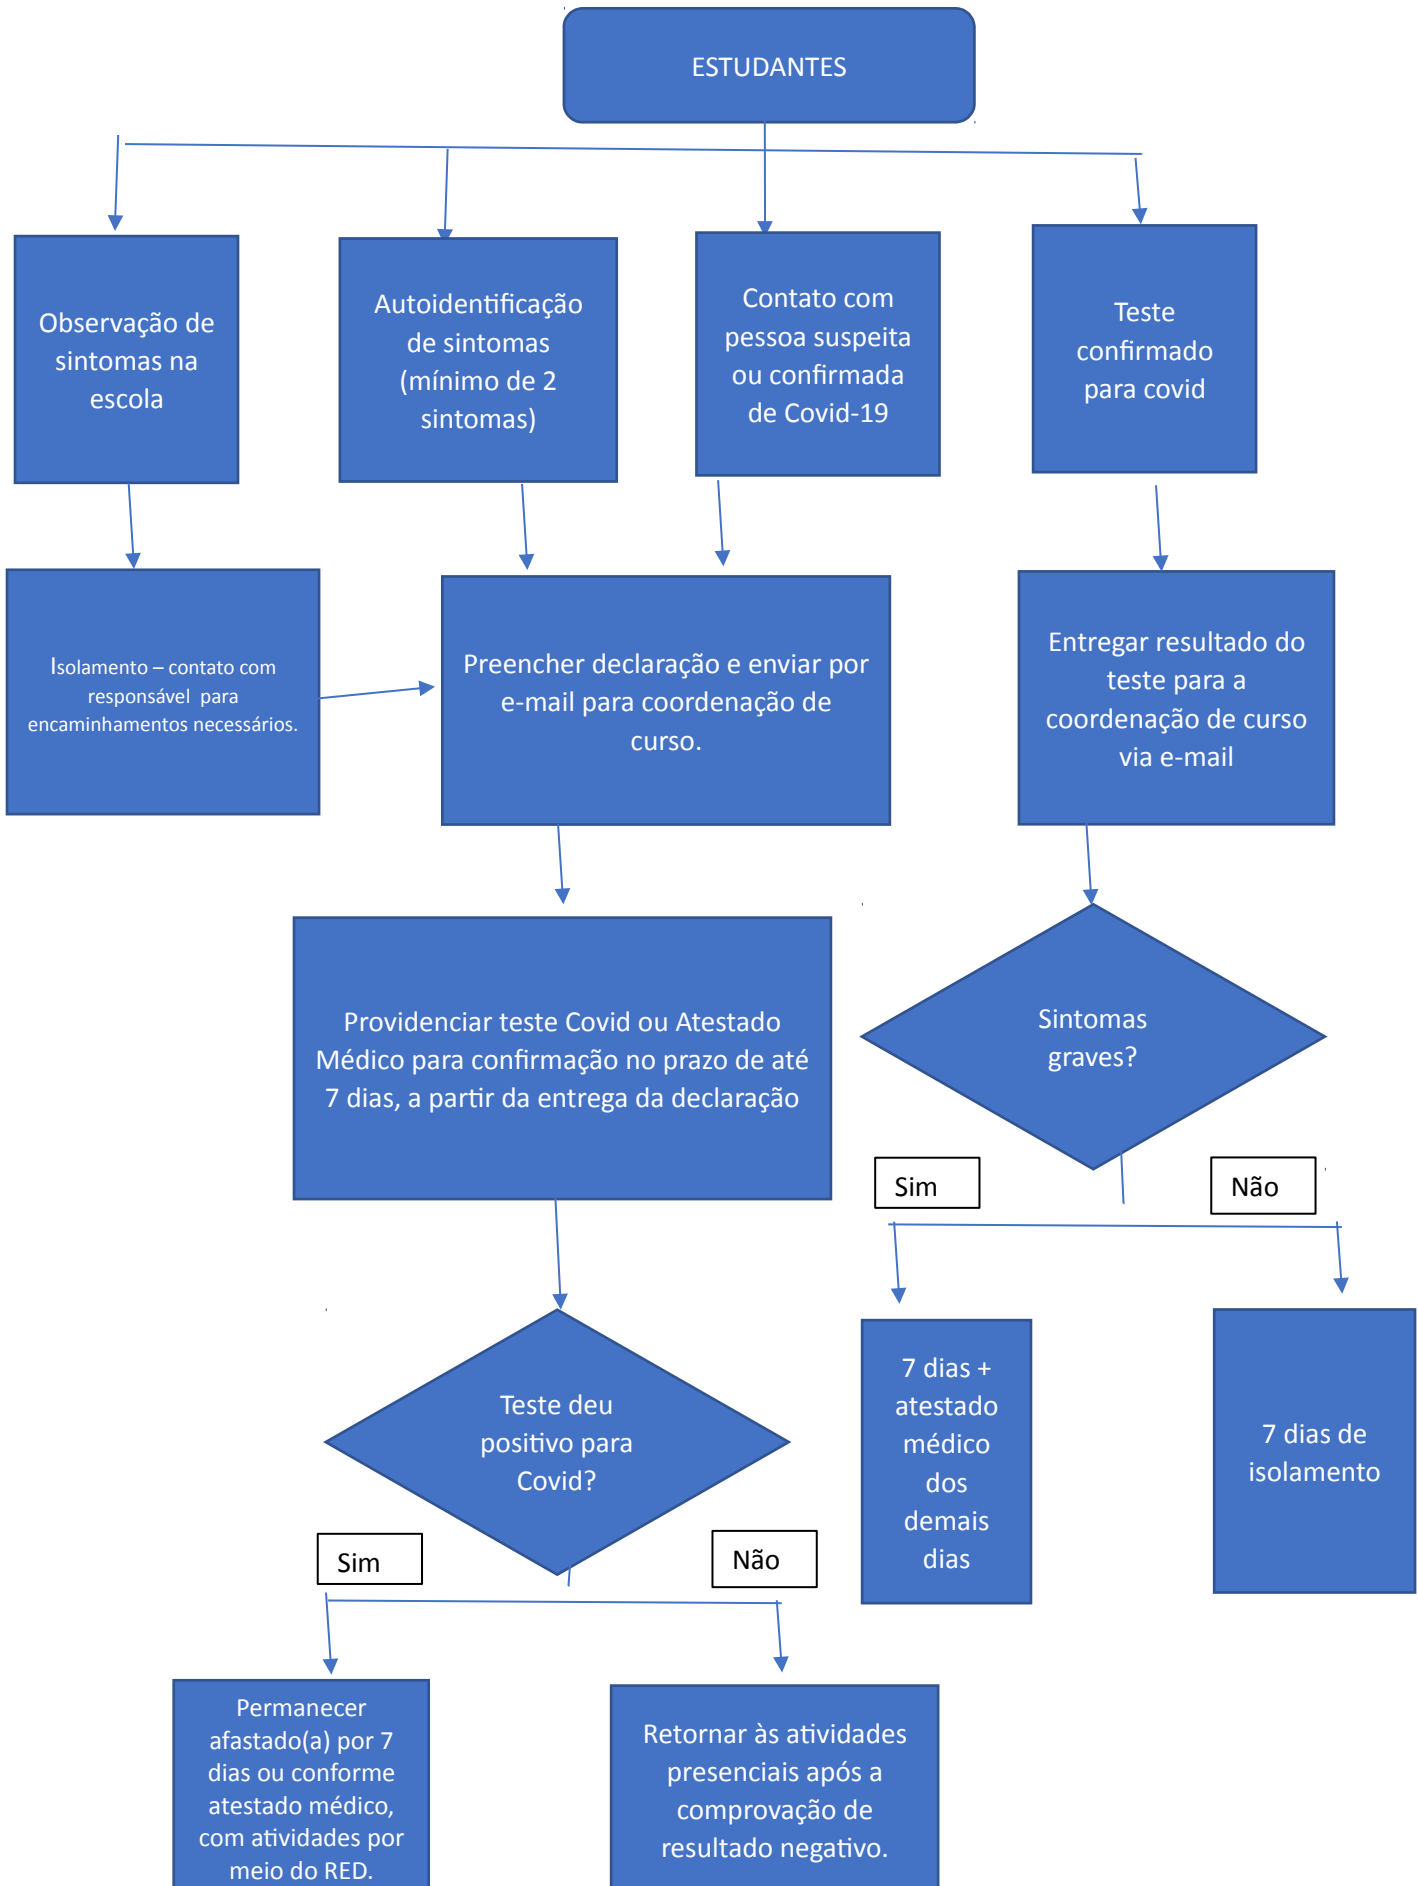 ESTUDANTES
Observação de
sintomas na
escola
Autoidentificação
de sintomas
(mínimo de 2
sintomas)
Contato com
pessoa suspeita
ou confirmada
de Covid-19
Teste
confirmado
para covid
Isolamento – contato com
responsável para
encaminhamentos necessários.
Preencher declaração e enviar por
e-mail para coordenação de
curso.
Entregar resultado do
teste para a
coordenação de curso
via e-mail
Providenciar teste Covid ou Atestado
Médico para confirmação no prazo de até
7 dias, a partir da entrega da declaração
Sintomas
graves?
Sim
Não
7 dias +
atestado
médico
dos
demais
dias
7 dias de
isolamento
Teste deu
positivo para
Covid?
Sim
Não
Permanecer
afastado(a) por 7
dias ou conforme
atestado médico,
com atividades por
meio do RED.
Retornar às atividades
presenciais após a
comprovação de
resultado negativo.